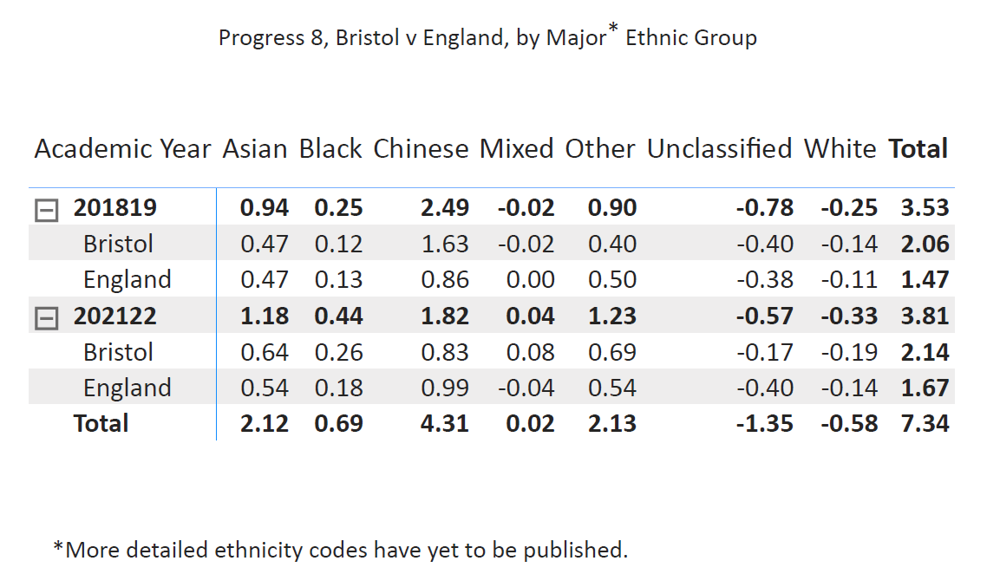 Progress 8, Bristol v England, by Major* Ethnic Group
Academic Year Asian Black Chinese Mixed Other Unclassified White Total
201819 0.94 0.25 2.49 -0.02 0.90 -0.78 -0.25 3.53
Bristol 0.47 0.12 1.63 -0.02 0.40 -0.40 -0.14 2.06
England 0.47 0.13 0.86 0.00 0.50 -0.38 -0.11 1.47
202122 1.18 0.44 1.82 0.04 1.23 -0.57 -0.33 3.81
Bristol 0.64 0.26 0.83 0.08 0.69 -0.17 -0.19 2.14
England 0.54 0.18 0.99 -0.04 0.54 -0.40 -0.14 1.67
Total 2.12 0.69 4.31 0.02 2.13 -1.35 -0.58 7.34
*More detailed ethnicity codes have yet to be published.